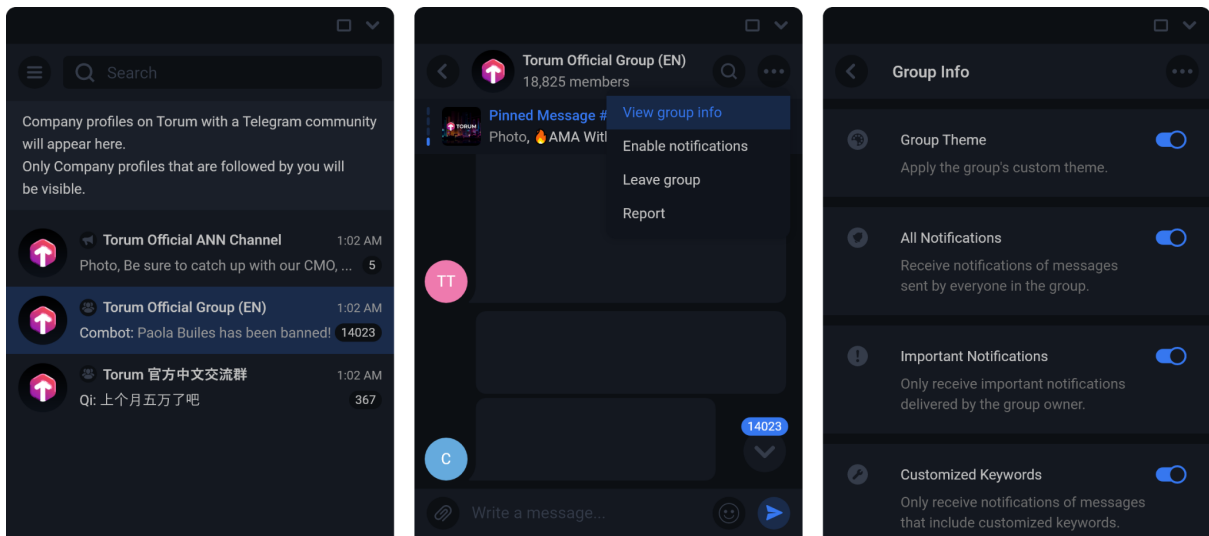 Search
Company profiles on Torum with a Telegram community
will appear here.
Only Company profiles that are followed by you will
be visible.
Torum Official ANN Channel 1:02 AM
Photo, Be sure to catch up with our CMO, ... 5
Torum Official Group (EN) 1:02 AM
Combot: Paola Builes has been banned! 14023
Torum 官方中文交流群 1:02 AM
Qi: 上个月五万了吧 367
Torum Official Group (EN)
18,825 members
TORUM
Pinned Message #
Photo, 🔥AMA Wit
View group info
Enable notifications
Leave group
Report
TT
14023
C
Write a message...
Group Info
Group Theme
Apply the group's custom theme.
All Notifications
Receive notifications of messages
sent by everyone in the group.
Important Notifications
Only receive important notifications
delivered by the group owner.
Customized Keywords
Only receive notifications of messages
that include customized keywords.